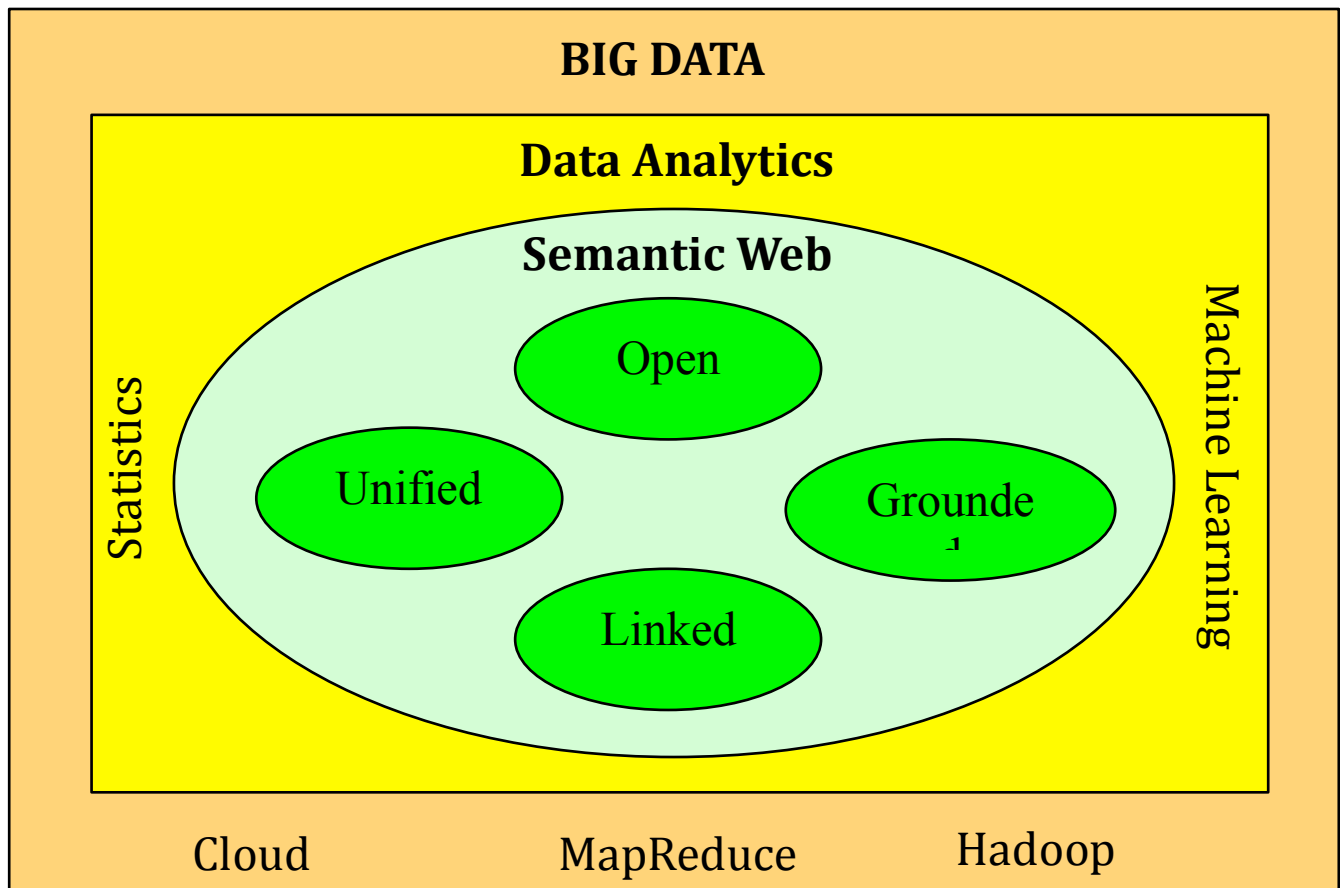 BIG DATA
Data Analytics
Semantic Web
Open
Statistics
Unified
Grounde
d
Machine Learning
Linked
Cloud
MapReduce
Hadoop